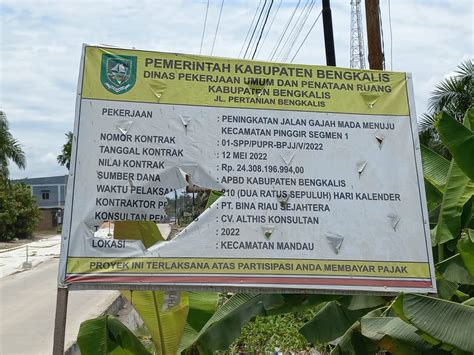 PEMERINTAH KABUPATEN BENGKALIS
DINAS PEKERJAAN UMUM DAN PENATAAN RUANG
KABUPATEN BENGKALIS
JL. PERTANIAN BENGKALIS
PEKERJAAN : PENINGKATAN JALAN GAJAH MADA MENUJU
KECAMATAN PINGGIR SEGMEN 1
NOMOR KONTRAK : 01-SPP/PUPR-BPJJ/V/2022
TANGGAL KONTRAK : 12 MEI 2022
NILAI KONTRAK : Rp. 24.308.196.994,00
SUMBER DANA : APBD KABUPATEN BENGKALIS
WAKTU PELAKSA 210 (DUA RATUS SEPULUH) HARI KALENDER
KONTRAKTOR PT. BINA RIAU SEJAHTERA
KONSULTAN PEN : CV. ALTHIS KONSULTAN
: 2022
LOKASI : KECAMATAN MANDAU
PROYEK INI TERLAKSANA ATAS PARTISIPASI ANDA MEMBAYAR PAJAK